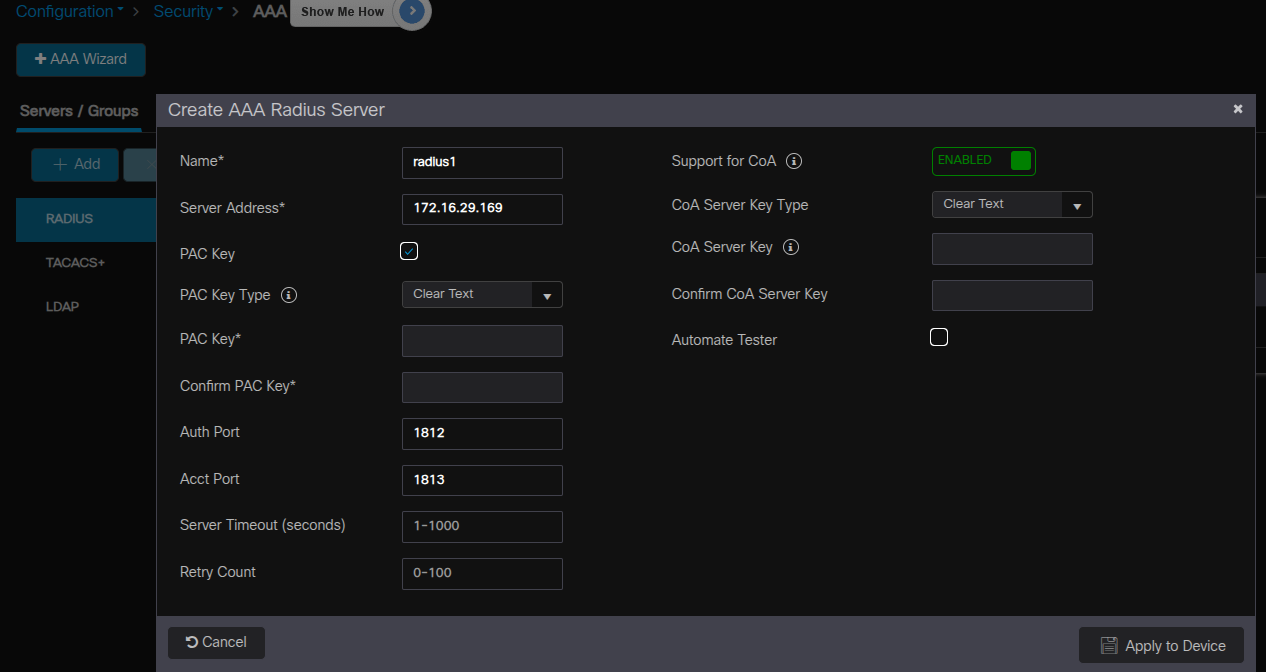 Configuration > Security > AAA Show Me How
+ AAA Wizard
Servers / Groups
+ Add
RADIUS
TACACS+
LDAP
Create AAA Radius Server
Name* radius1
Server Address* 172.16.29.169
PAC Key
PAC Key Type Clear Text
PAC Key*
Confirm PAC Key*
Auth Port 1812
Acct Port 1813
Server Timeout (seconds) 1-1000
Retry Count 0-100
Support for CoA ENABLED
CoA Server Key Type Clear Text
CoA Server Key
Confirm CoA Server Key
Automate Tester
Cancel
Apply to Device